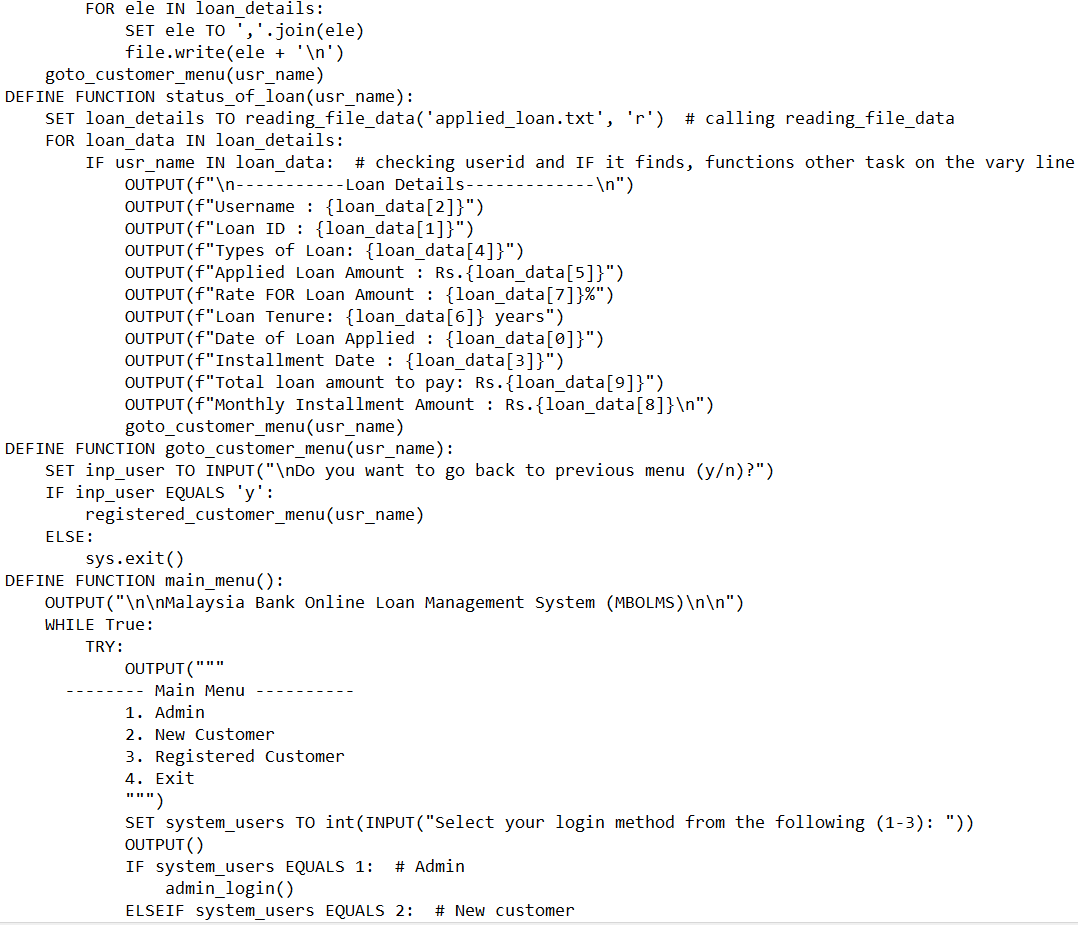 FOR ele IN loan_details:
SET ele TO ','.join(ele)
file.write(ele + '\n')
goto_customer_menu(usr_name)
DEFINE FUNCTION status_of_loan(usr_name):
SET loan_details TO reading_file_data('applied_loan.txt', 'r')  # calling reading_file_data
FOR loan_data IN loan_details:
IF usr_name IN loan_data:  # checking userid and IF it finds, functions other task on the vary line
OUTPUT(f"\n-----------Loan Details-------------\n")
OUTPUT(f"Username : {loan_data[2]}")
OUTPUT(f"Loan ID : {loan_data[1]}")
OUTPUT(f"Types of Loan: {loan_data[4]}")
OUTPUT(f"Applied Loan Amount : Rs.{loan_data[5]}")
OUTPUT(f"Rate FOR Loan Amount : {loan_data[7]}%")
OUTPUT(f"Loan Tenure: {loan_data[6]} years")
OUTPUT(f"Date of Loan Applied : {loan_data[0]}")
OUTPUT(f"Installment Date : {loan_data[3]}")
OUTPUT(f"Total loan amount to pay: Rs.{loan_data[9]}")
OUTPUT(f"Monthly Installment Amount : Rs.{loan_data[8]}\n")
goto_customer_menu(usr_name)
DEFINE FUNCTION goto_customer_menu(usr_name):
SET inp_user TO INPUT("\nDo you want to go back to previous menu (y/n)?")
IF inp_user EQUALS 'y':
registered_customer_menu(usr_name)
ELSE:
sys.exit()
DEFINE FUNCTION main_menu():
OUTPUT("\n\nMalaysia Bank Online Loan Management System (MBOLMS)\n\n")
WHILE True:
TRY:
OUTPUT("""
-------- Main Menu ----------
1. Admin
2. New Customer
3. Registered Customer
4. Exit
""")
SET system_users TO int(INPUT("Select your login method from the following (1-3): "))
OUTPUT()
IF system_users EQUALS 1:  # Admin
admin_login()
ELSEIF system_users EQUALS 2:  # New customer